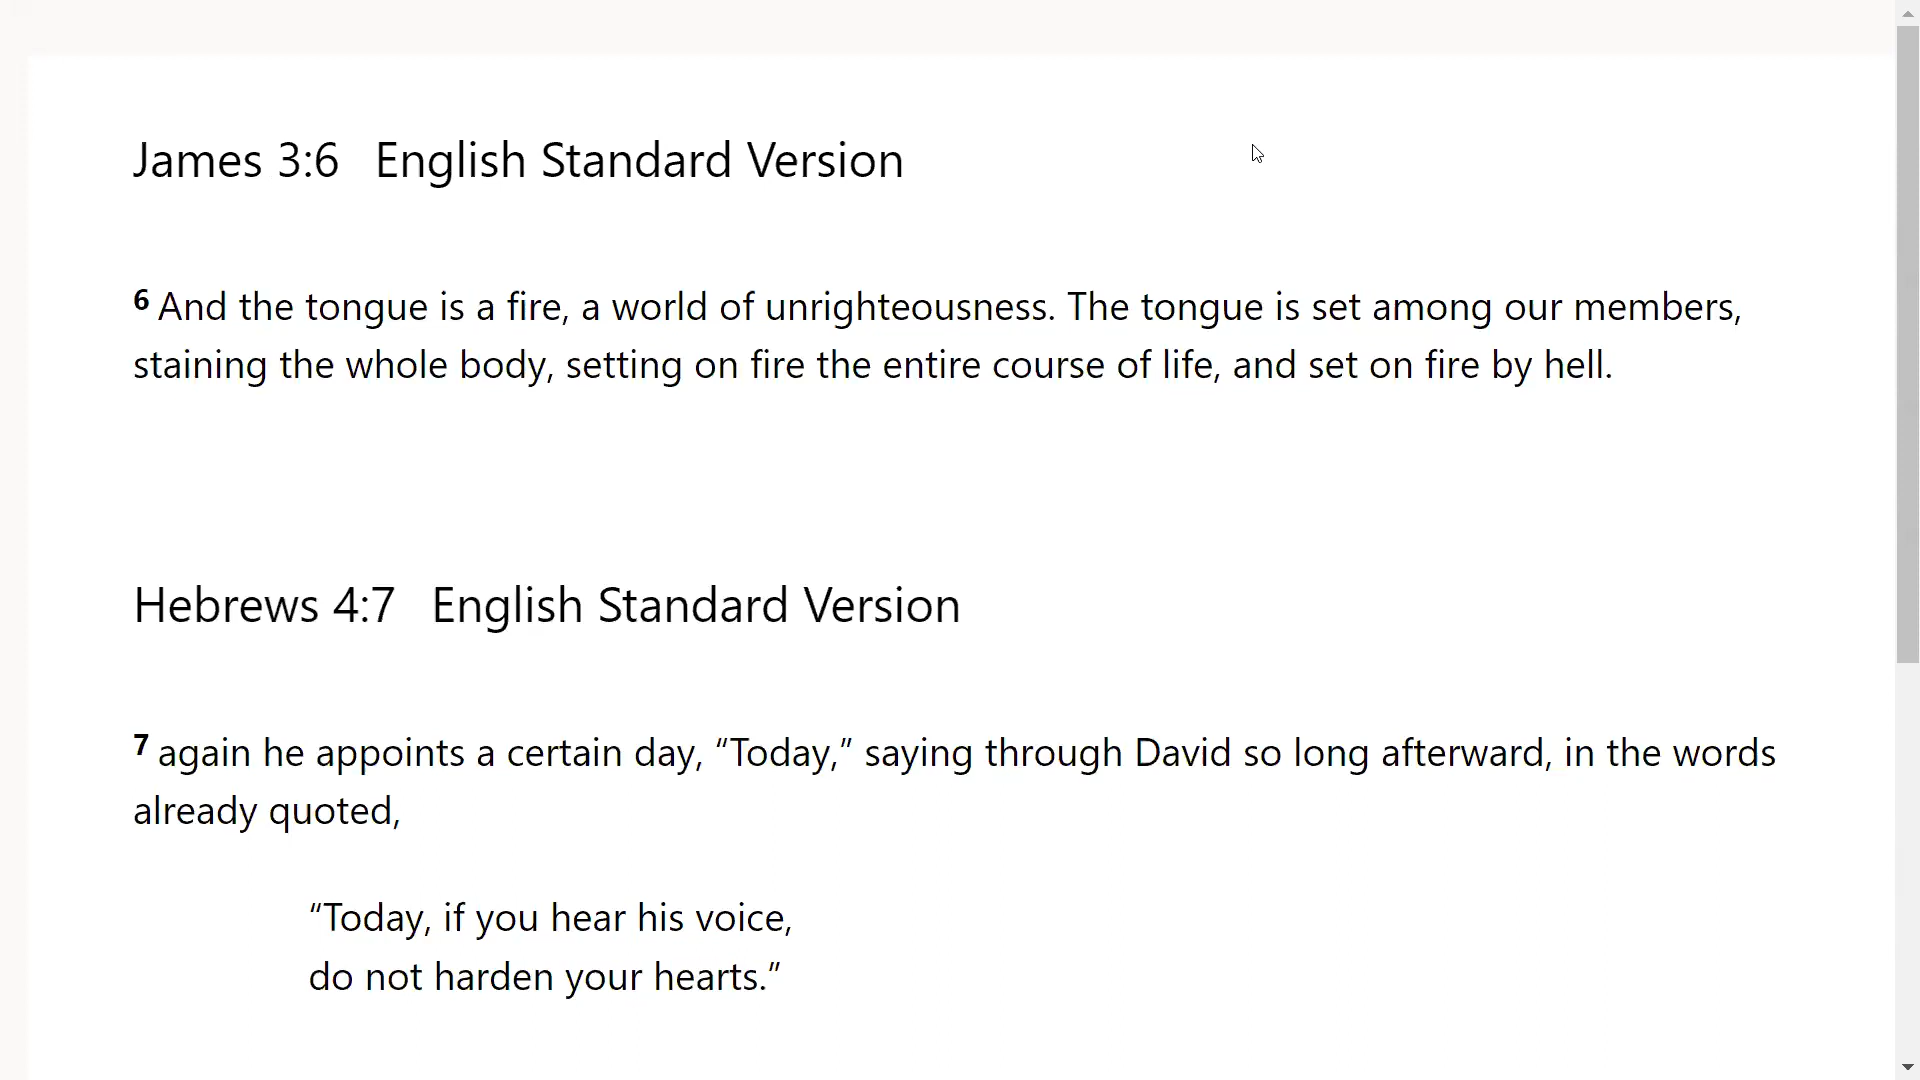 James 3:6   English Standard Version
6 And the tongue is a fire, a world of unrighteousness. The tongue is set among our members,
staining the whole body, setting on fire the entire course of life, and set on fire by hell.
Hebrews 4:7   English Standard Version
7 again he appoints a certain day, “Today,” saying through David so long afterward, in the words
already quoted,
“Today, if you hear his voice,
do not harden your hearts.”